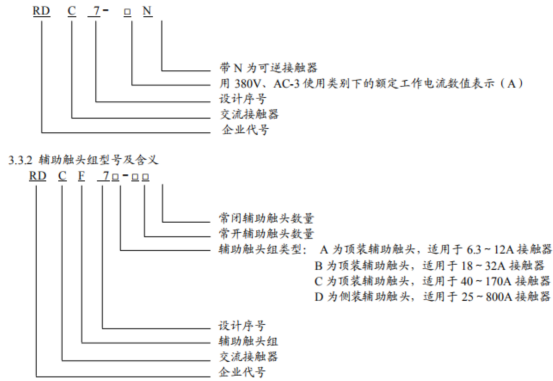 RD C 7-□ N
带 N 为可逆接触器
用 380V、AC-3 使用类别下的额定工作电流数值表示（A）
设计序号
交流接触器
企业代号
3.3.2 辅助触头组型号及含义
RD C F 7□-□□
常闭辅助触头数量
常开辅助触头数量
辅助触头组类型： A 为顶装辅助触头，适用于 6.3~12A 接触器
B 为顶装辅助触头，适用于 18~32A 接触器
C 为顶装辅助触头，适用于 40~170A 接触器
D 为侧装辅助触头，适用于 25~800A 接触器
设计序号
辅助触头组
交流接触器
企业代号